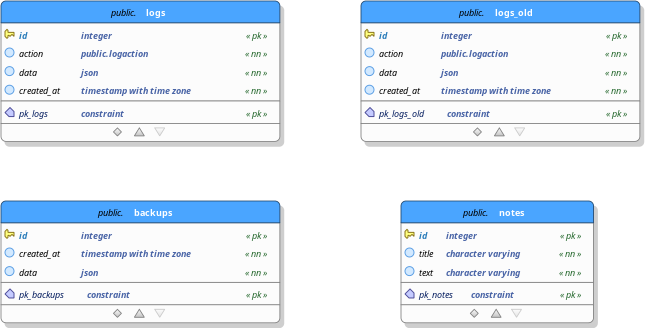 public. logs
id integer « pk »
action public.logaction « nn »
data json « nn »
created_at timestamp with time zone « nn »
pk_logs constraint « pk »
public. logs_old
id integer « pk »
action public.logaction « nn »
data json « nn »
created_at timestamp with time zone « nn »
pk_logs_old constraint « pk »
public. backups
id integer « pk »
created_at timestamp with time zone « nn »
data json « nn »
pk_backups constraint « pk »
public. notes
id integer « pk »
title character varying « nn »
text character varying « nn »
pk_notes constraint « pk »